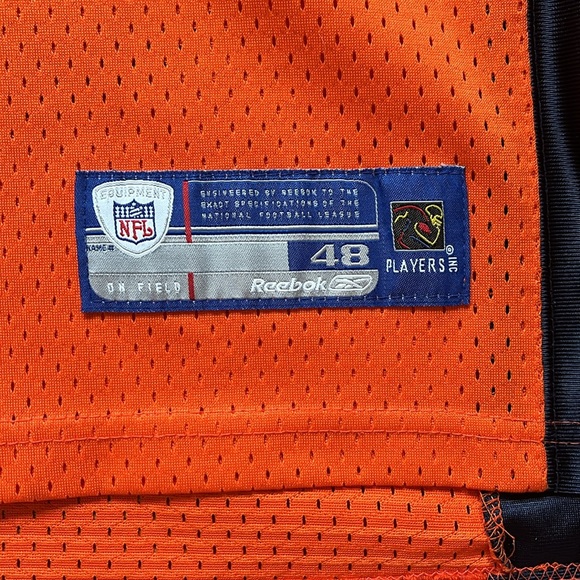 EQUIPMENT
NFL
NAME#
ON FIELD
ENGINEERED BY REEBOK TO THE
EXACT SPECIFICATIONS OF THE
NATIONAL FOOTBALL LEAGUE
48
Reebok
PLAYERS INC
®